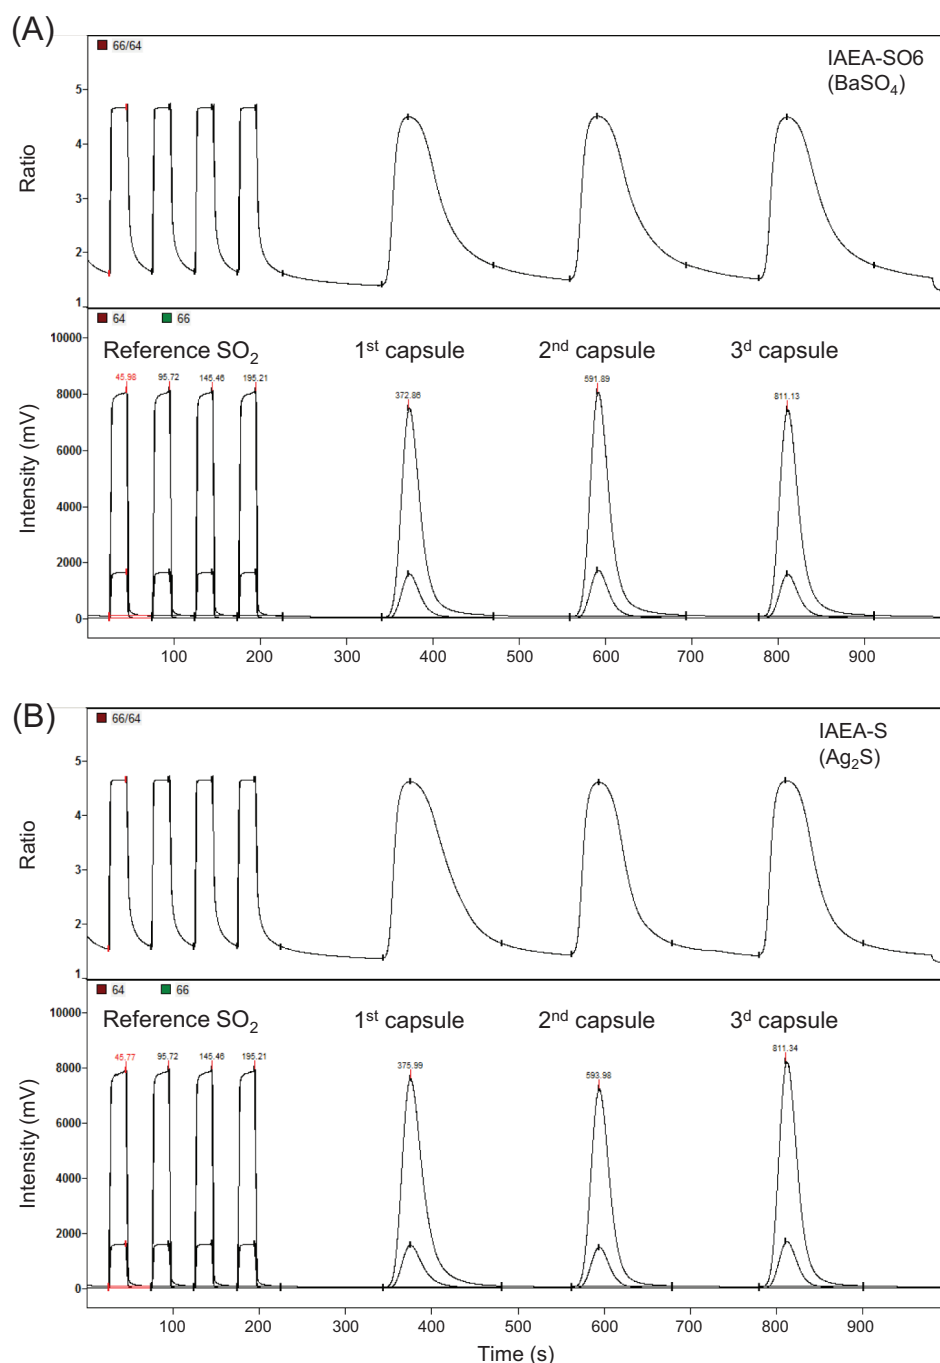 (A)
66/64
IAEA-SO6
(BaSO4)
5
4
3
2
1
Ratio
64 66
10000
8000
6000
4000
2000
0
Intensity (mV)
Reference SO2 1st capsule 2nd capsule 3d capsule
45.98 95.72 145.46 195.21 372.86 591.89 811.13
100 200 300 400 500 600 700 800 900
(B)
66/64
IAEA-S
(Ag2S)
5
4
3
2
1
Ratio
64 66
10000
8000
6000
4000
2000
0
Intensity (mV)
Reference SO2 1st capsule 2nd capsule 3d capsule
45.77 95.72 145.46 195.21 375.99 593.98 811.34
100 200 300 400 500 600 700 800 900
Time (s)